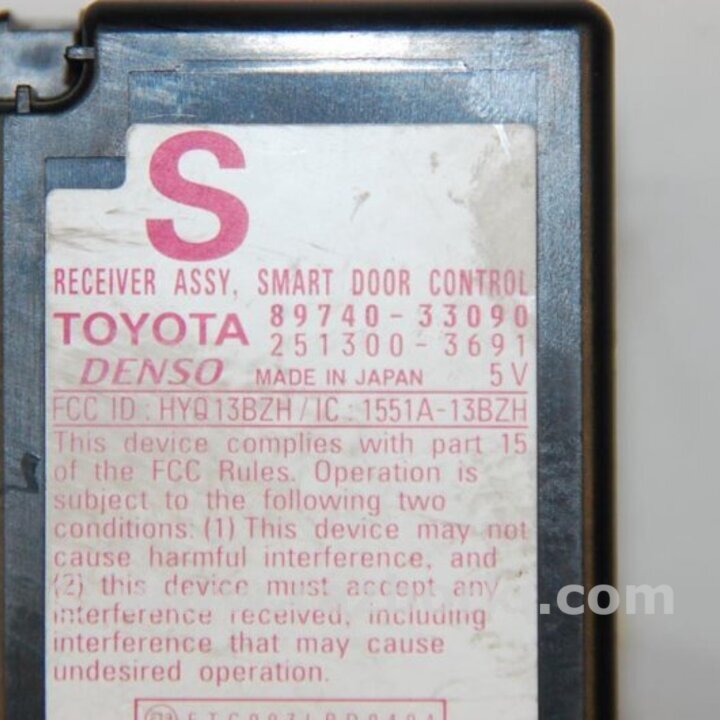 S
RECEIVER ASSY, SMART DOOR CONTROL
TOYOTA 89740-33090
251300-3691
DENSO MADE IN JAPAN 5V
FCC ID : HYQ13BZH / IC : 1551A-13BZH
This device complies with part 15
of the FCC Rules. Operation is
subject to the following two
conditions: (1) This device may not
cause harmful interference, and
(2) this device must accept any
interference received, including
interference that may cause
undesired operation.
.com